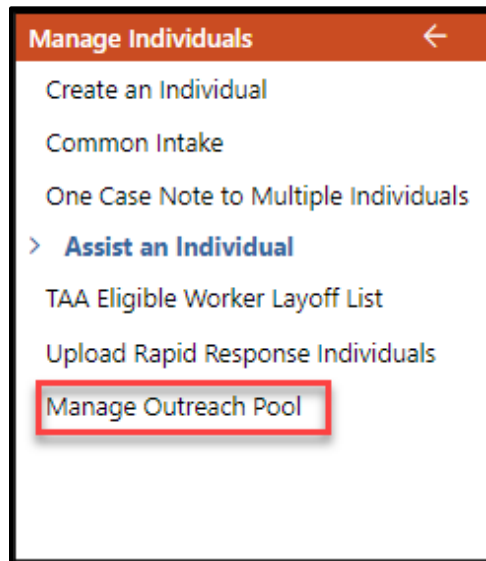 Manage Individuals
Create an Individual
Common Intake
One Case Note to Multiple Individuals
Assist an Individual
TAA Eligible Worker Layoff List
Upload Rapid Response Individuals
Manage Outreach Pool